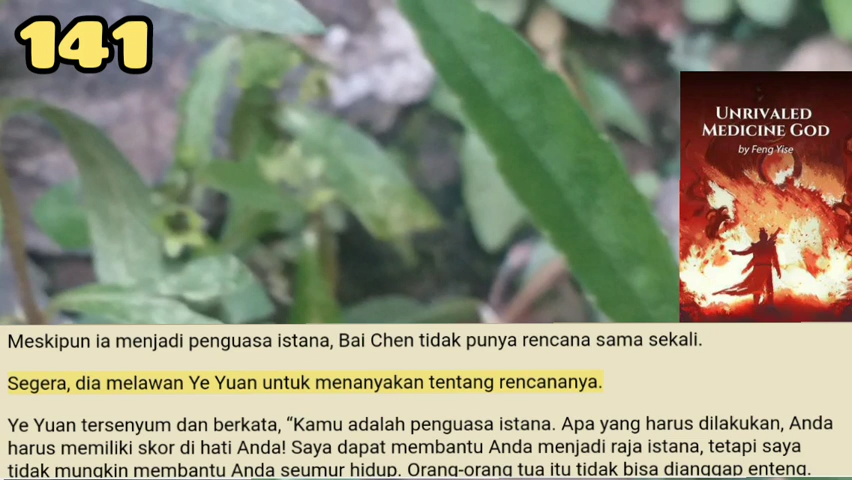 141
UNRIVALED
MEDICINE GOD
by Feng Yise
Meskipun ia menjadi penguasa istana, Bai Chen tidak punya rencana sama sekali.
Segera, dia melawan Ye Yuan untuk menanyakan tentang rencananya.
Ye Yuan tersenyum dan berkata, “Kamu adalah penguasa istana. Apa yang harus dilakukan, Anda
harus memiliki skor di hati Anda! Saya dapat membantu Anda menjadi raja istana, tetapi saya
tidak mungkin membantu Anda seumur hidup. Orang-orang tua itu tidak bisa dianggap enteng.